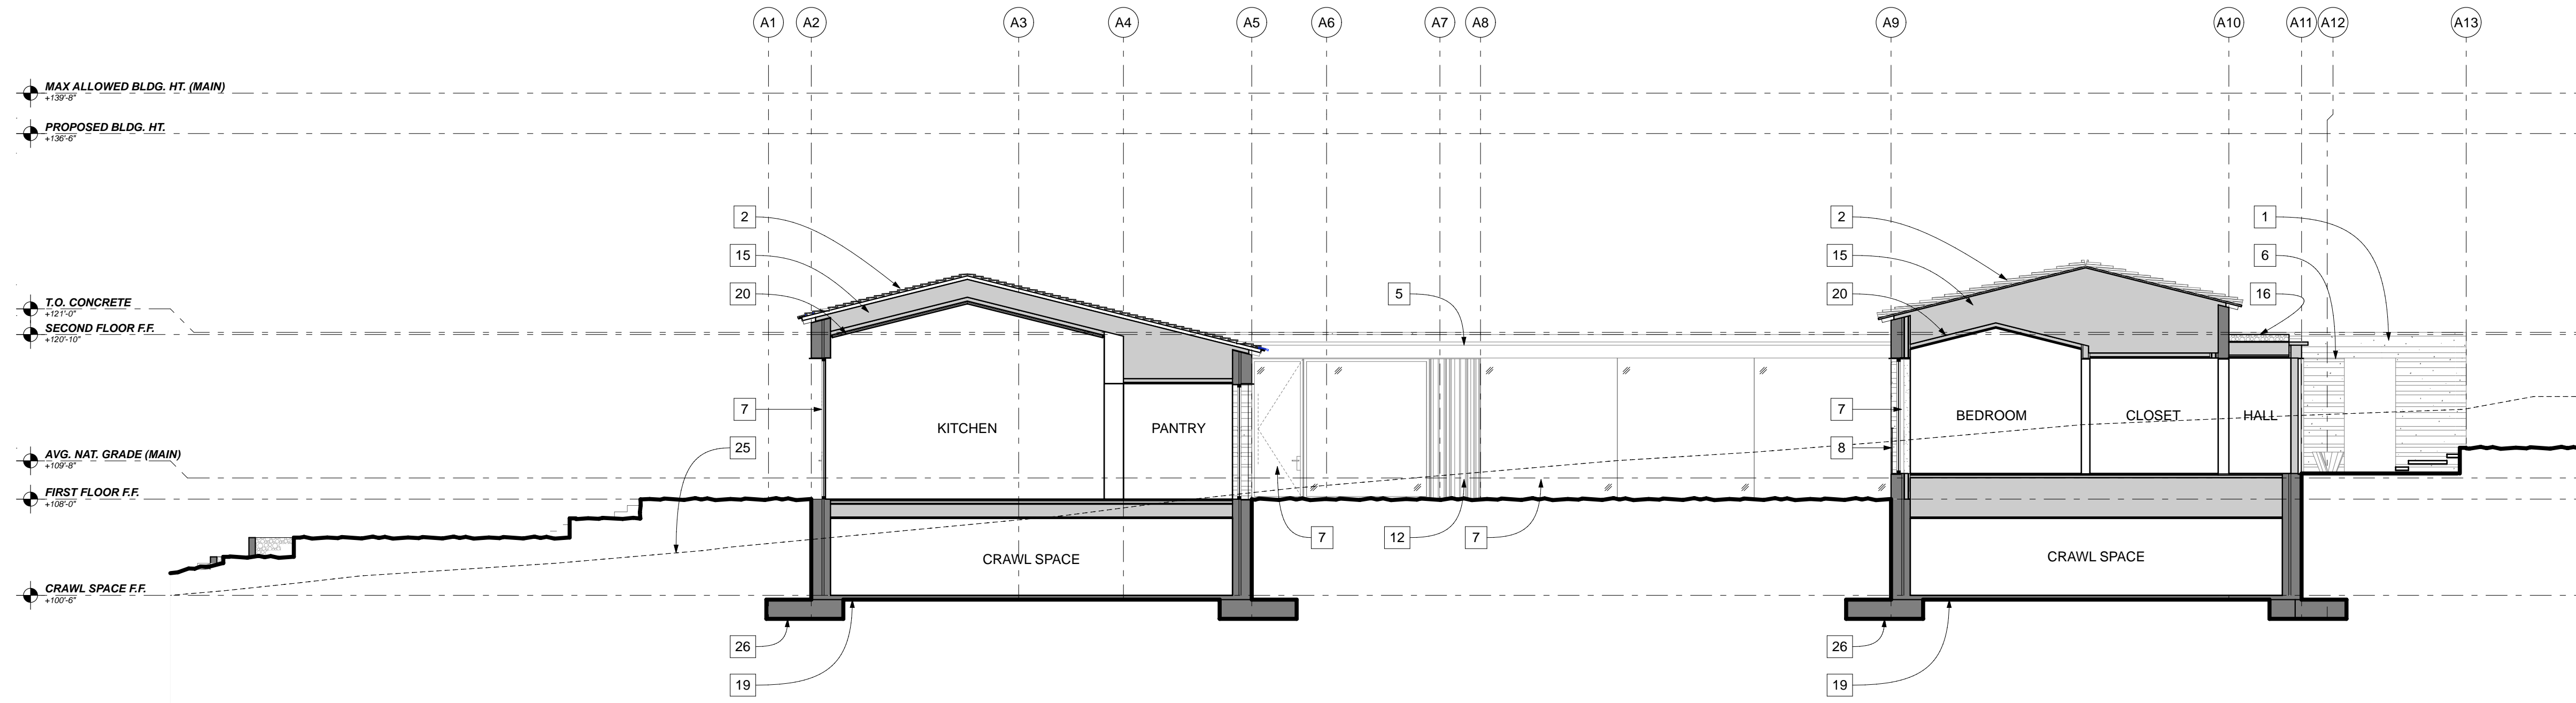 A1 A2 A3 A4 A5 A6 A7 A8 A9 A10 A11 A12 A13
MAX ALLOWED BLDG. HT. (MAIN)
+139'-8"
PROPOSED BLDG. HT.
+136'-6"
2 2 1
15 15 6
20 5 20 16
T.O. CONCRETE
+121'-0"
SECOND FLOOR F.F.
+120'-10"
7 7
KITCHEN PANTRY BEDROOM CLOSET HALL
25 8
AVG. NAT. GRADE (MAIN)
+109'-8"
FIRST FLOOR F.F.
+108'-0"
7 12 7
CRAWL SPACE CRAWL SPACE
CRAWL SPACE F.F.
+100'-6"
26 26
19 19